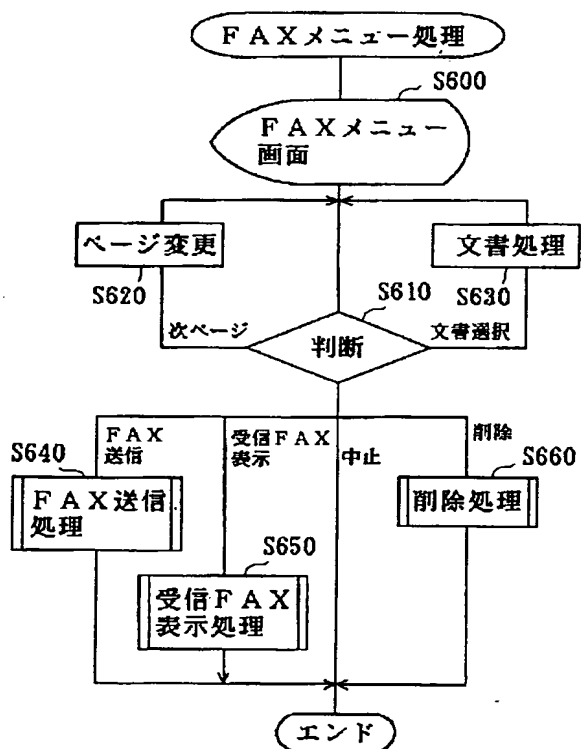 FAXメニュー処理
S600
FAXメニュー
画面
ページ変更
S620
文書処理
S630
S610
次ページ
判断
文書選択
FAX
送信
受信FAX
表示
中止
削除
S640
FAX送信
処理
S660
削除処理
S650
受信FAX
表示処理
エンド